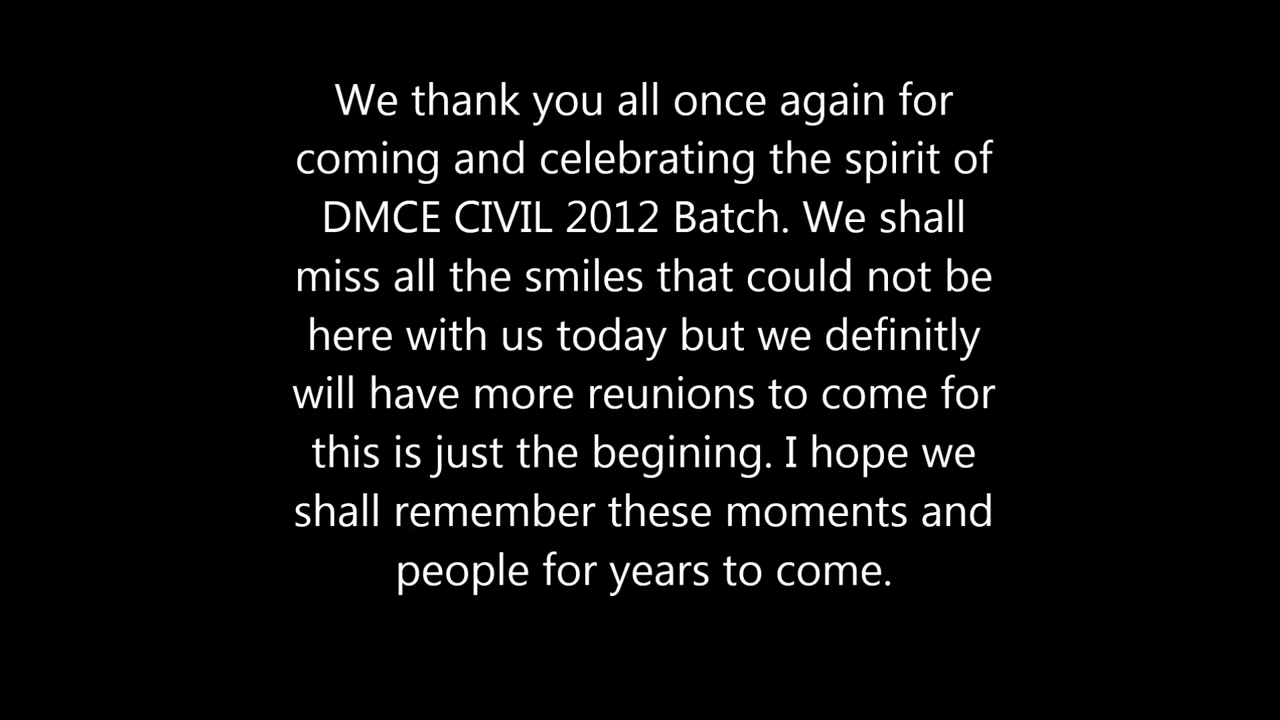 We thank you all once again for
coming and celebrating the spirit of
DMCE CIVIL 2012 Batch. We shall
miss all the smiles that could not be
here with us today but we definitly
will have more reunions to come for
this is just the begining. I hope we
shall remember these moments and
people for years to come.